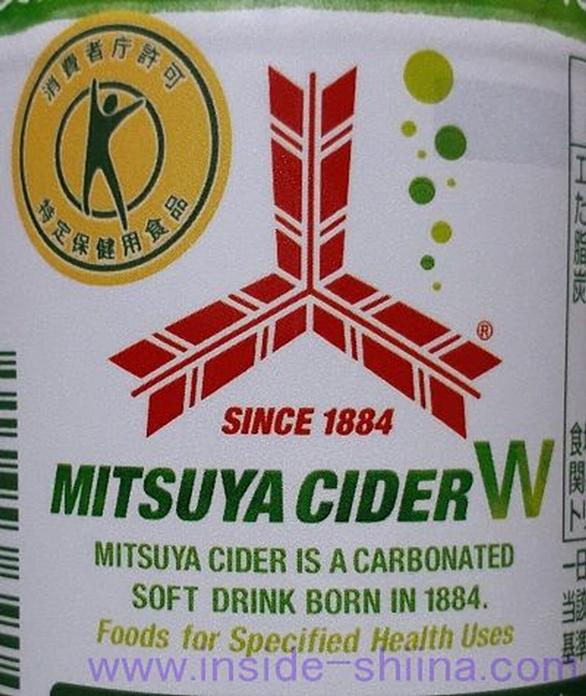 消費者庁許可
特定保健用食品
®
SINCE 1884
MITSUYA CIDER W
MITSUYA CIDER IS A CARBONATED
SOFT DRINK BORN IN 1884.
Foods for Specified Health Uses
www.inside-shiina.com